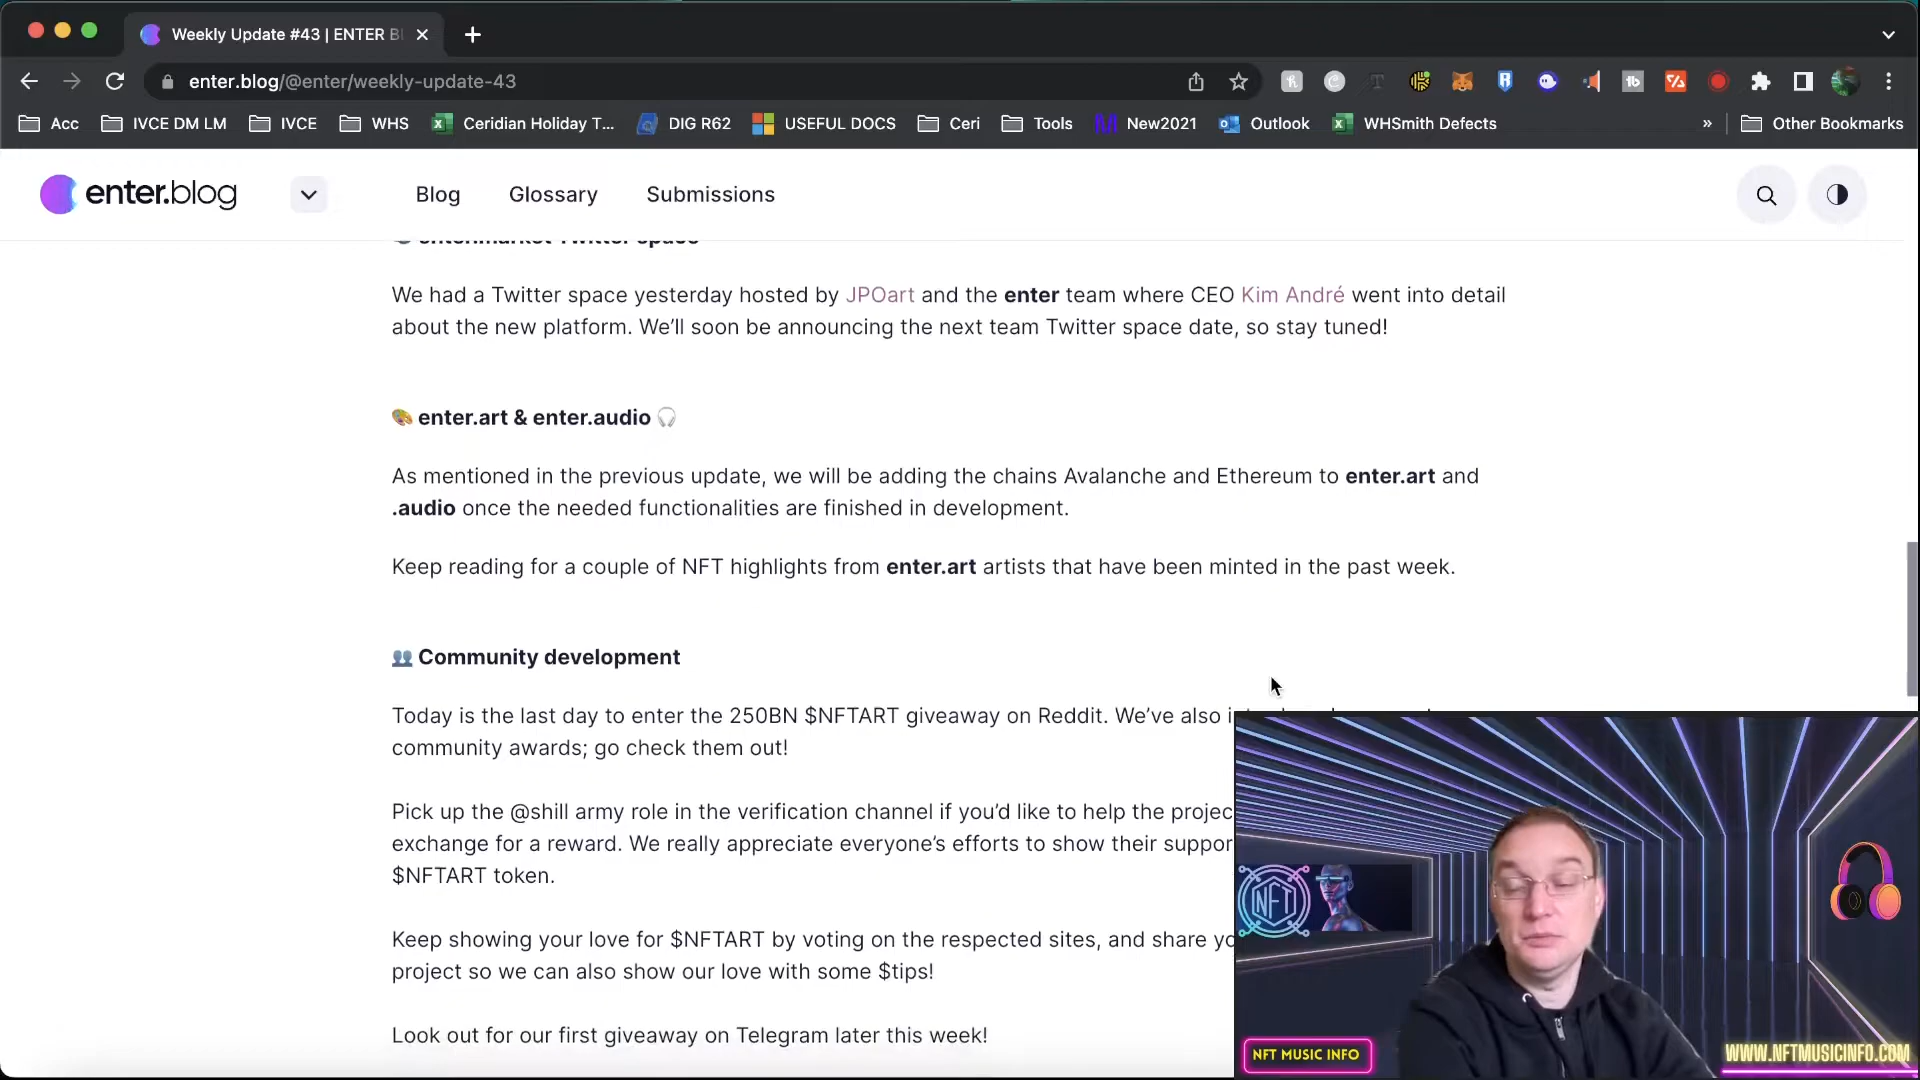 Weekly Update #43 | ENTER B
enter.blog/@enter/weekly-update-43
Acc
IVCE DM LM
IVCE
WHS
Ceridian Holiday T...
DIG R62
USEFUL DOCS
Ceri
Tools
New2021
Outlook
WHSmith Defects
»
Other Bookmarks
enter.blog
Blog
Glossary
Submissions
We had a Twitter space yesterday hosted by JPOart and the enter team where CEO Kim André went into detail
about the new platform. We'll soon be announcing the next team Twitter space date, so stay tuned!
🎨 enter.art & enter.audio 🎧
As mentioned in the previous update, we will be adding the chains Avalanche and Ethereum to enter.art and
.audio once the needed functionalities are finished in development.
Keep reading for a couple of NFT highlights from enter.art artists that have been minted in the past week.
👥 Community development
Today is the last day to enter the 250BN $NFTART giveaway on Reddit. We've also
community awards; go check them out!
Pick up the @shill army role in the verification channel if you'd like to help the projec
exchange for a reward. We really appreciate everyone's efforts to show their suppor
$NFTART token.
Keep showing your love for $NFTART by voting on the respected sites, and share yo
project so we can also show our love with some $tips!
Look out for our first giveaway on Telegram later this week!
NFT
NFT MUSIC INFO
WWW.NFTMUSICINFO.COM